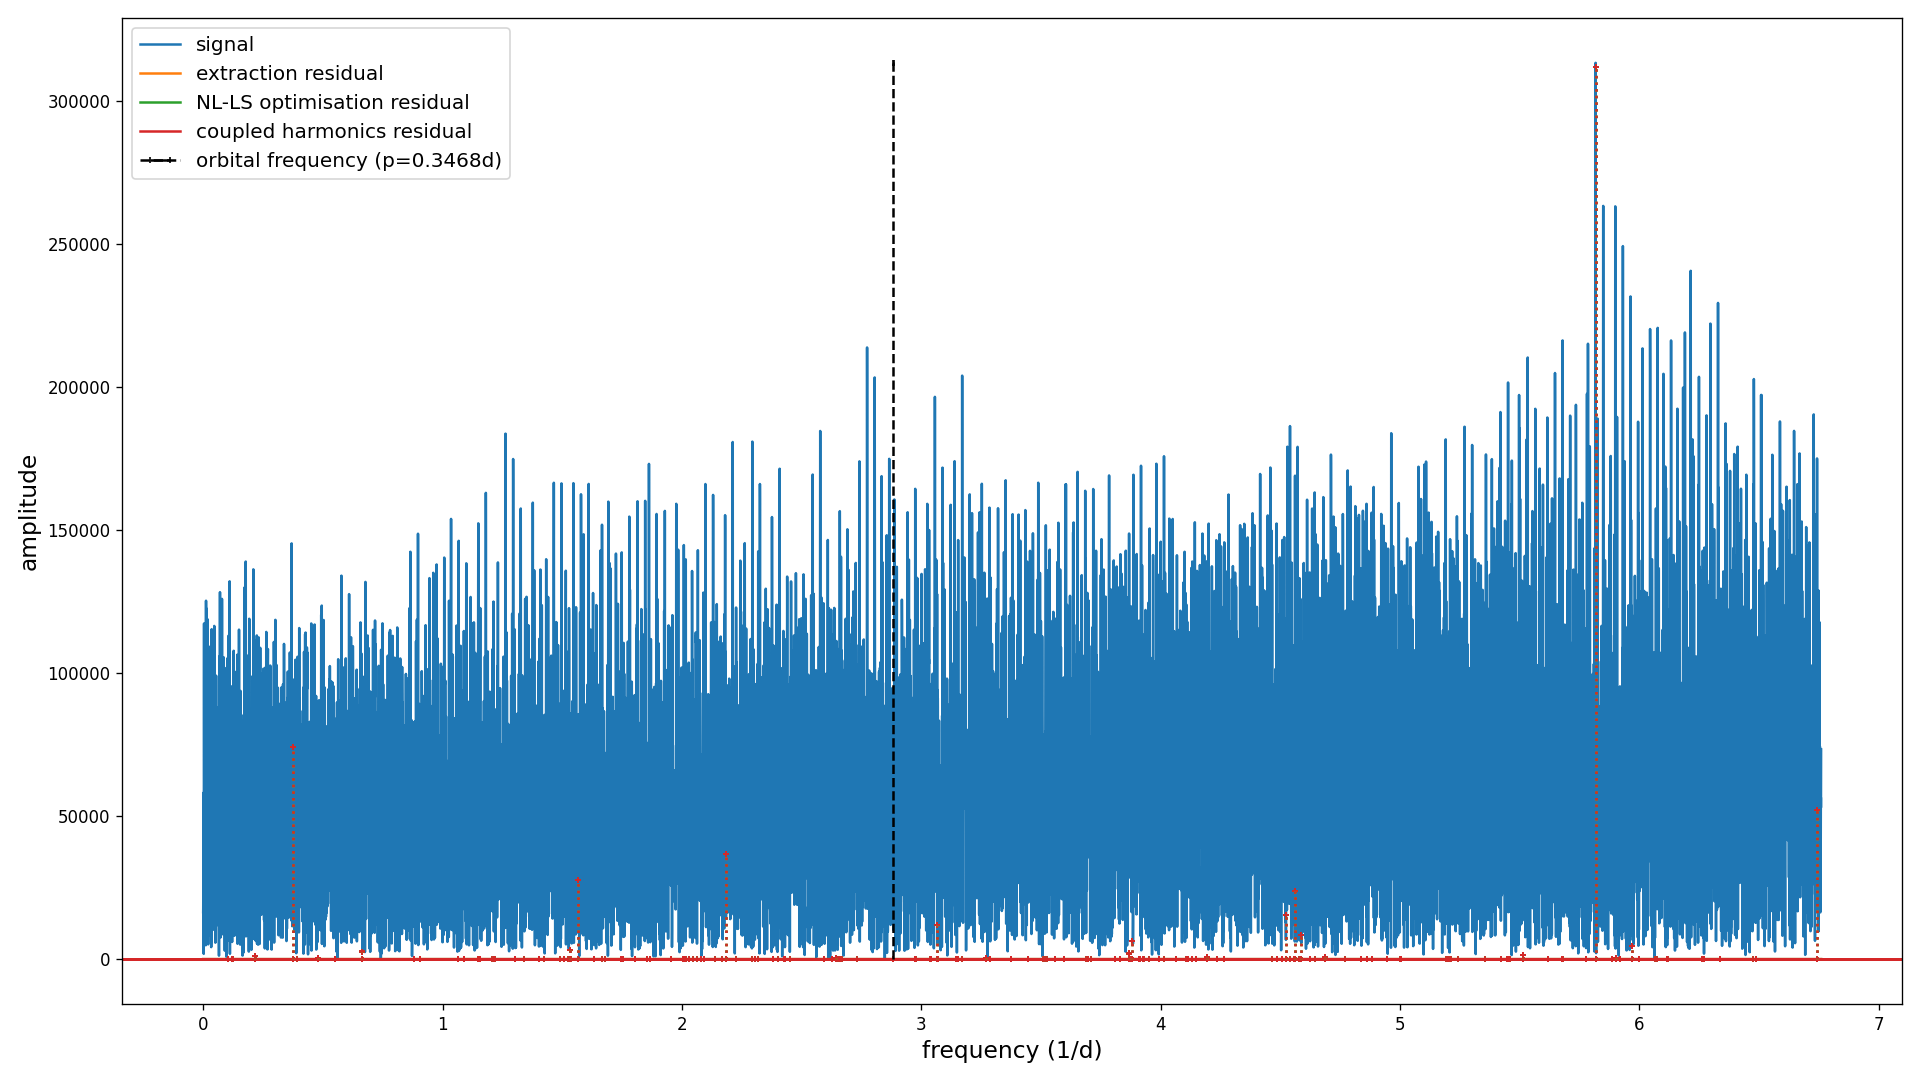 signal
extraction residual
NL-LS optimisation residual
coupled harmonics residual
orbital frequency (p=0.3468d)
300000
250000
200000
150000
100000
50000
0
amplitude
0 1 2 3 4 5 6 7
frequency (1/d)